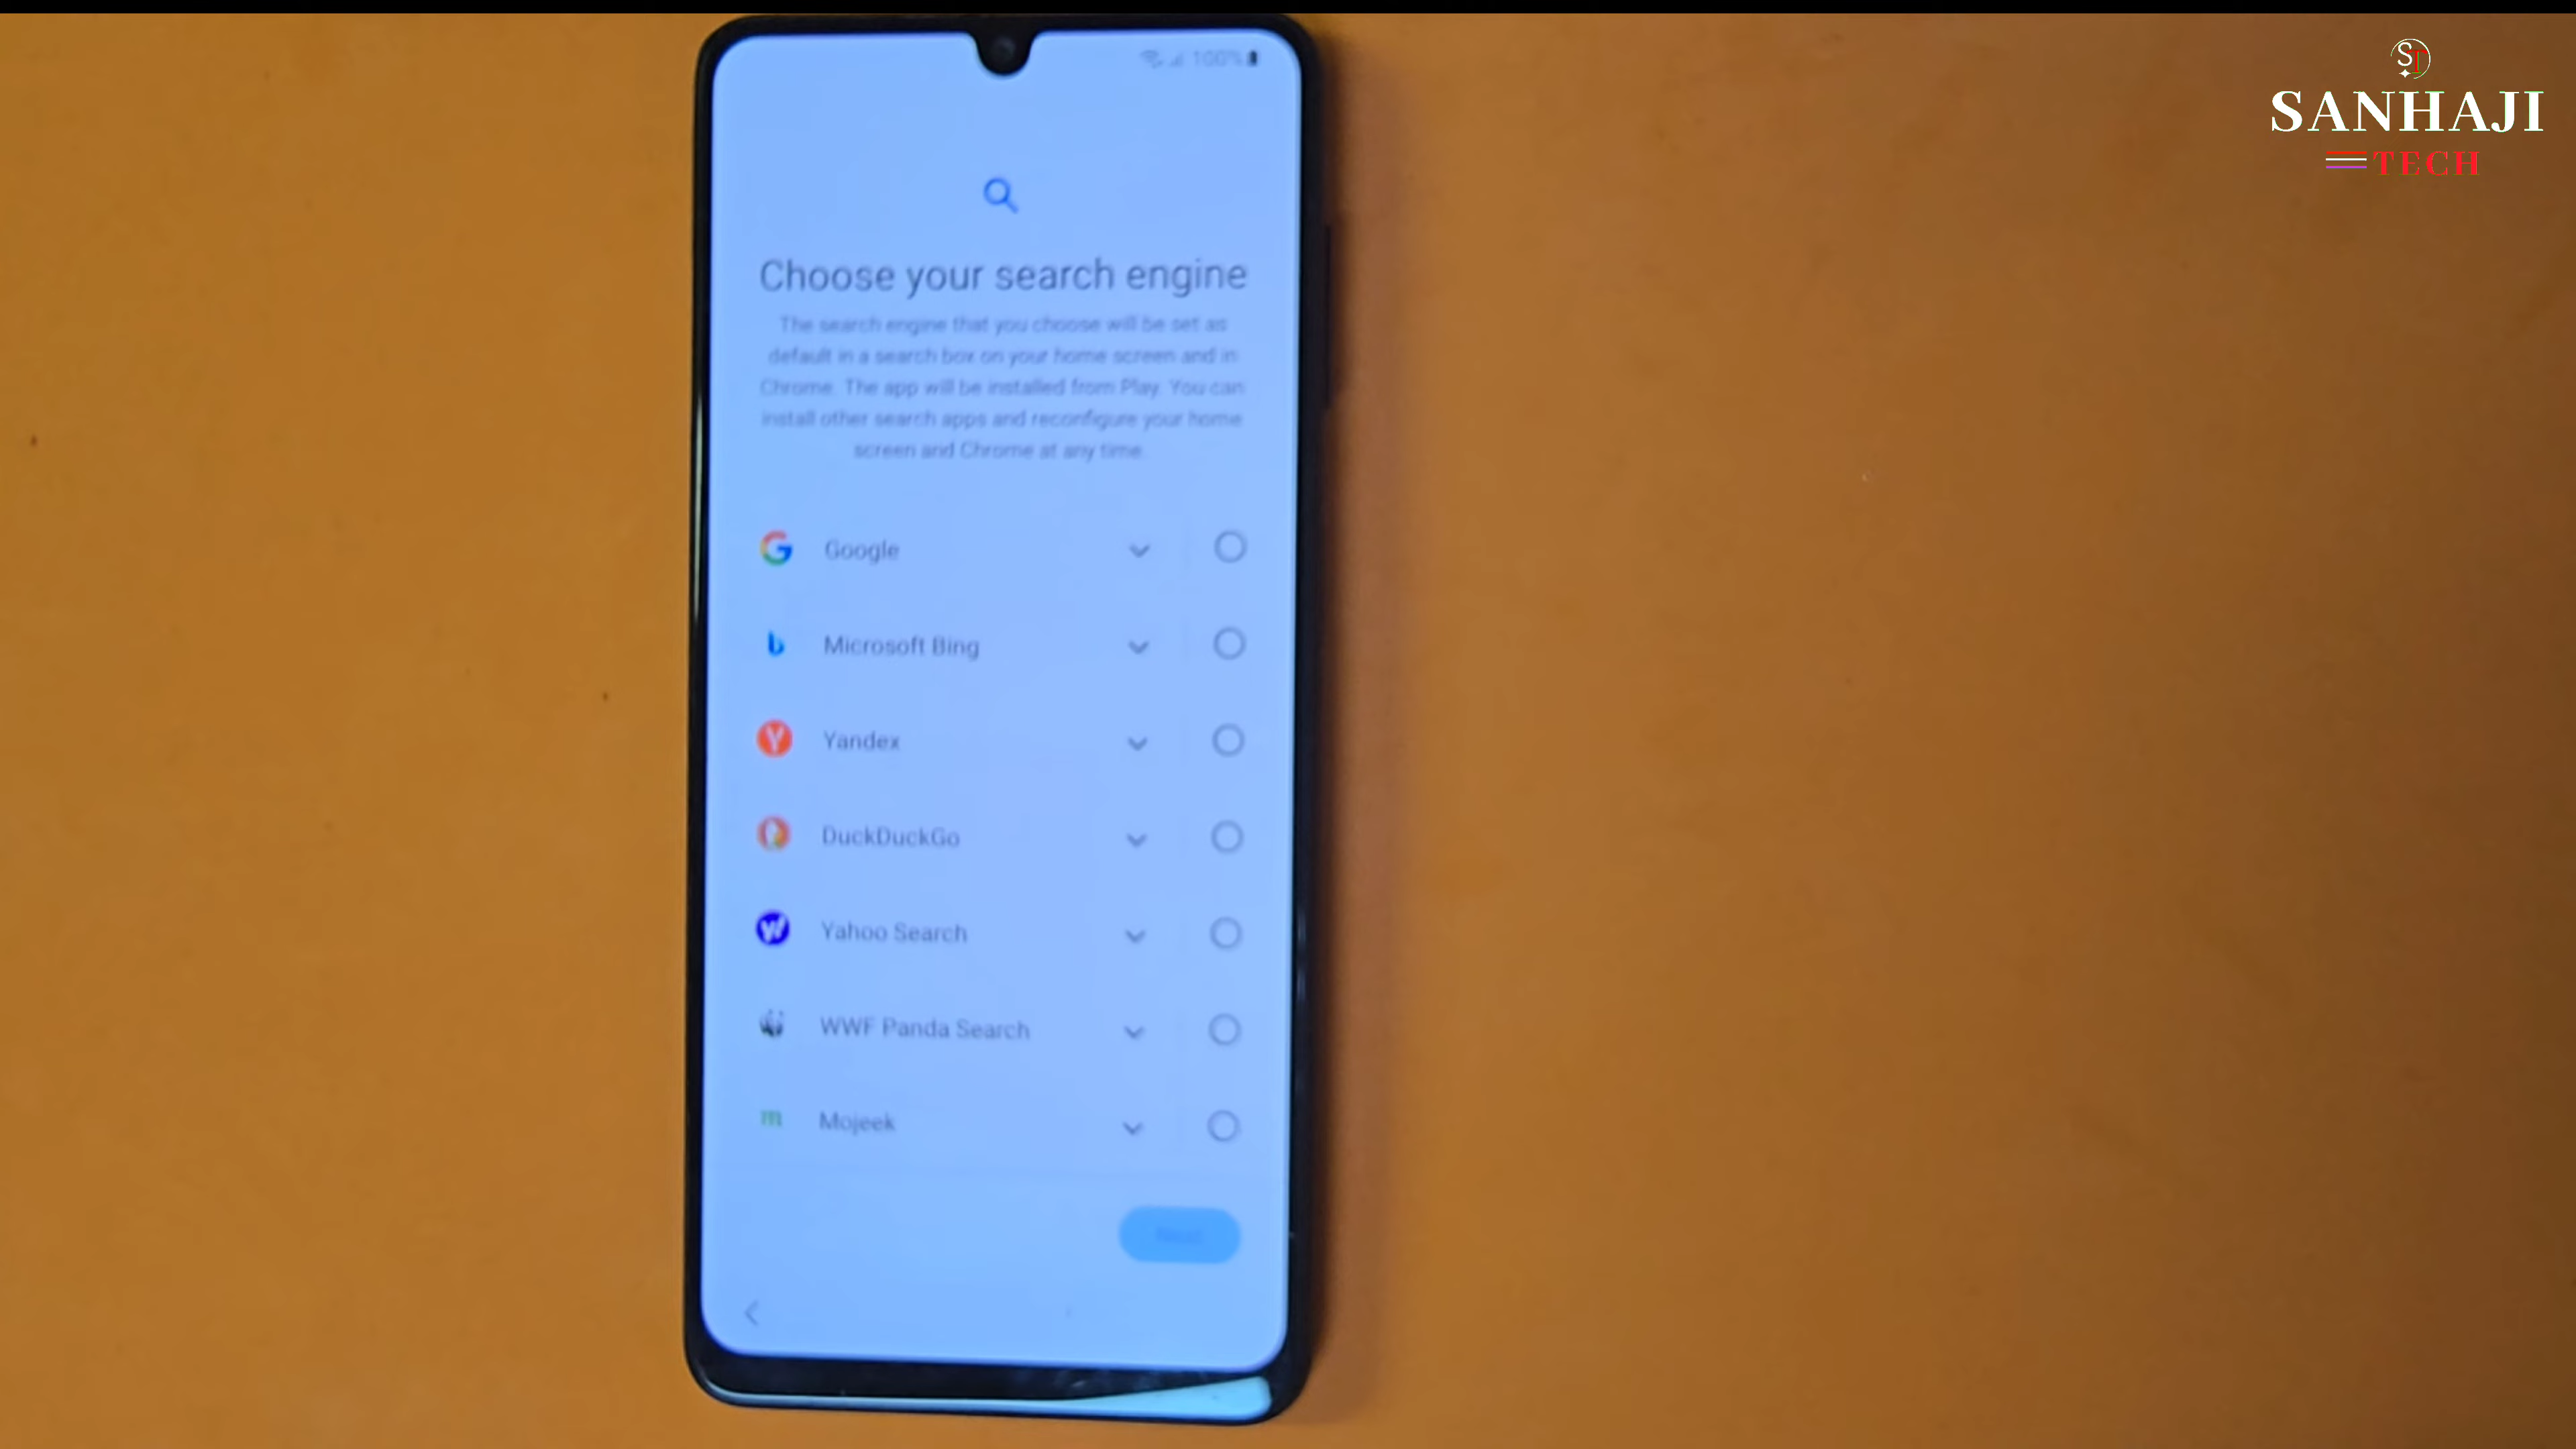 100%
ST
SANHAJI
TECH
Choose your search engine
The search engine that you choose will be set as
default in a search box on your home screen and in
Chrome. The app will be installed from Play. You can
install other search apps and reconfigure your home
screen and Chrome at any time.
Google
Microsoft Bing
Yandex
DuckDuckGo
Yahoo Search
WWF Panda Search
Mojeek
Next